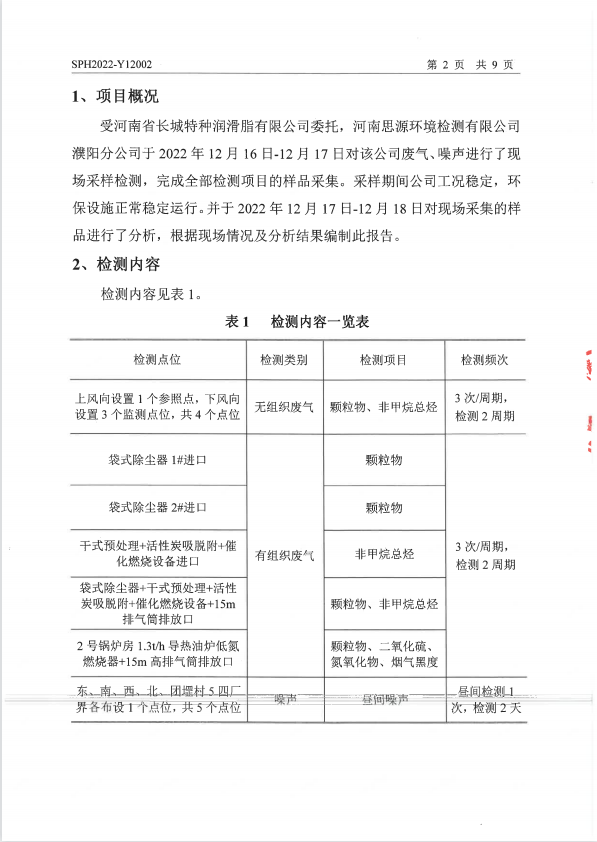 SPH2022-Y12002 第 2 页 共 9 页
1、项目概况
受河南省长城特种润滑脂有限公司委托，河南思源环境检测有限公司
濮阳分公司于 2022 年 12 月 16 日-12 月 17 日对该公司废气、噪声进行了现
场采样检测，完成全部检测项目的样品采集。采样期间公司工况稳定，环
保设施正常稳定运行。并于 2022 年 12 月 17 日-12 月 18 日对现场采集的样
品进行了分析，根据现场情况及分析结果编制此报告。
2、检测内容
检测内容见表 1。
表 1 检测内容一览表
检测点位 检测类别 检测项目 检测频次
上风向设置 1 个参照点，下风向
设置 3 个监测点位，共 4 个点位
无组织废气
颗粒物、非甲烷总烃
3 次/周期，
检测 2 周期
袋式除尘器 1#进口
颗粒物
袋式除尘器 2#进口
颗粒物
干式预处理+活性炭吸脱附+催
化燃烧设备进口
有组织废气
非甲烷总烃
3 次/周期，
检测 2 周期
袋式除尘器+干式预处理+活性
炭吸脱附+催化燃烧设备+15m
排气筒排放口
颗粒物、非甲烷总烃
2 号锅炉房 1.3t/h 导热油炉低氮
燃烧器+15m 高排气筒排放口
颗粒物、二氧化硫、
氮氧化物、烟气黑度
东、南、西、北、团堽村 5 四厂
界各布设 1 个点位，共 5 个点位
噪声
昼间噪声
昼间检测 1
次，检测 2 天